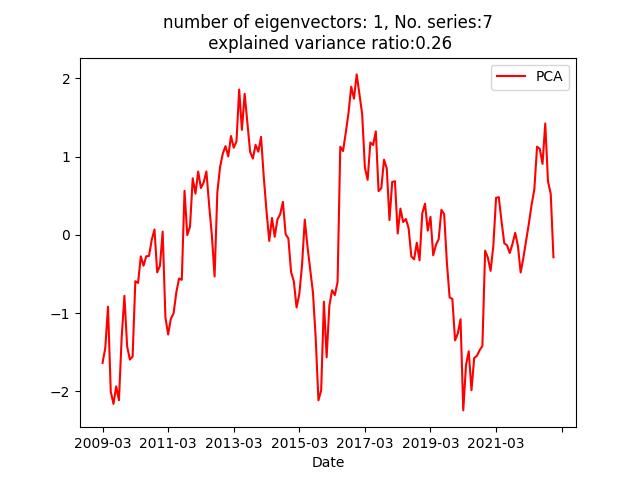 number of eigenvectors: 1, No. series:7
explained variance ratio:0.26
PCA
2
1
0
−1
−2
2009-03 2011-03 2013-03 2015-03 2017-03 2019-03 2021-03
Date